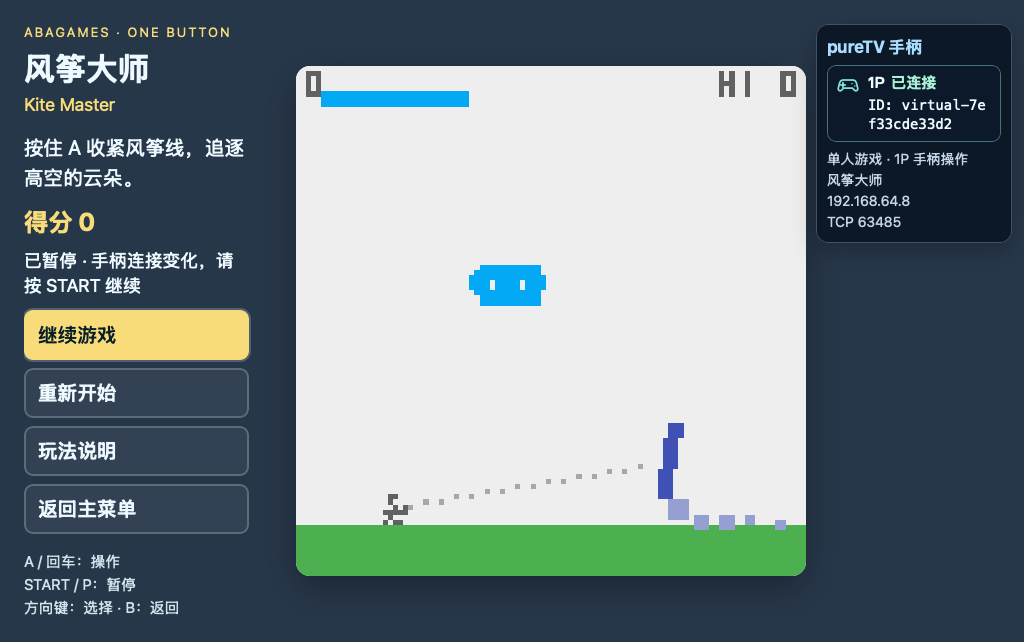 ABAGAMES · ONE BUTTON
风筝大师
Kite Master
按住 A 收紧风筝线，追逐
高空的云朵。
得分 0
已暂停 · 手柄连接变化，请
按 START 继续
继续游戏
重新开始
玩法说明
返回主菜单
A / 回车：操作
START / P：暂停
方向键：选择 · B：返回
0
HI 0
pureTV 手柄
1P 已连接
ID: virtual-7e
f33cde33d2
单人游戏 · 1P 手柄操作
风筝大师
192.168.64.8
TCP 63485